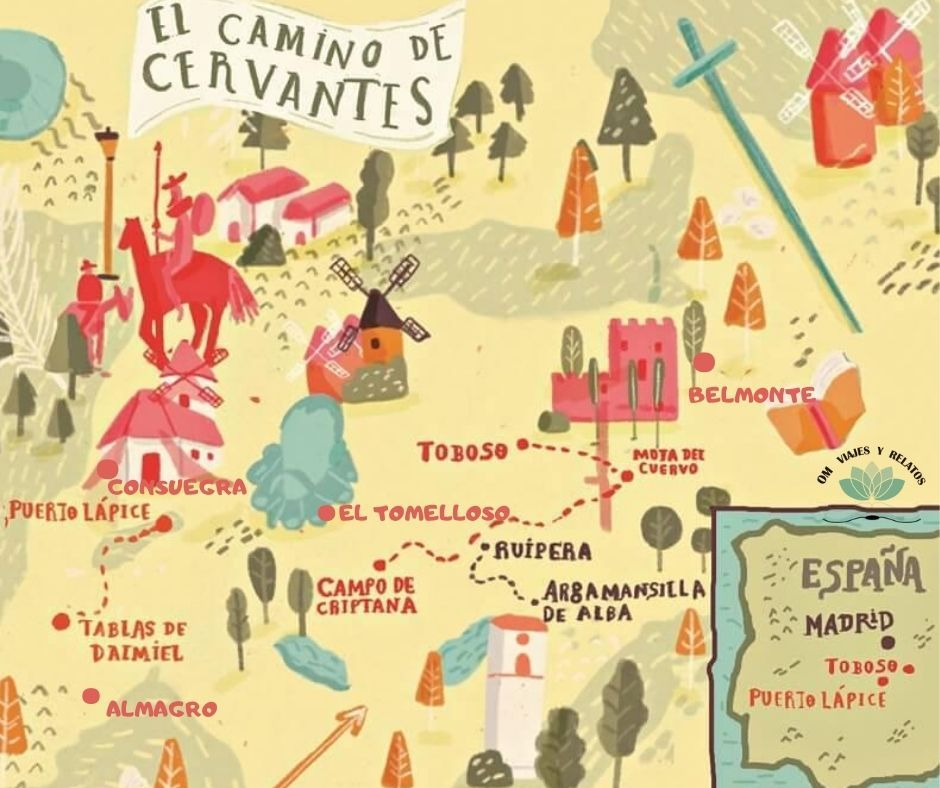 EL CAMINO DE
CERVANTES
BELMONTE
TOBOSO
MOTA DEL
CUERVO
OM VIAJES Y RELATOS
CONSUEGRA
PUERTO LÁPICE
EL TOMELLOSO
RUÍPERA
CAMPO DE
CRIPTANA
ARGAMANSILLA
DE ALBA
TABLAS DE
DAIMIEL
ALMAGRO
ESPAÑA
MADRID
TOBOSO
PUERTO LÁPICE